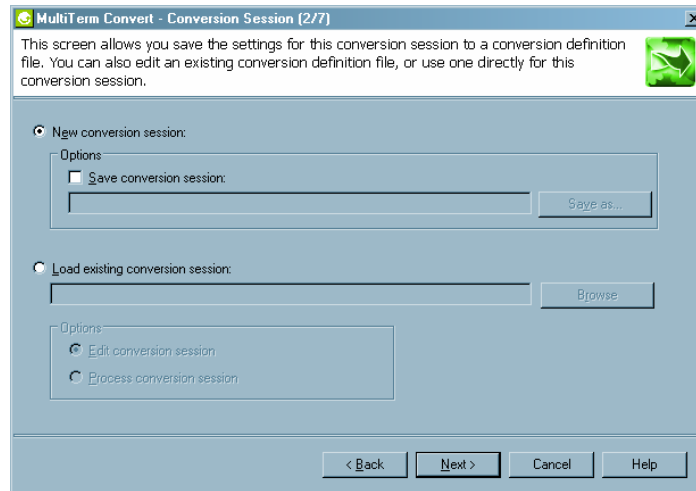 MultiTerm Convert - Conversion Session (2/7)
This screen allows you save the settings for this conversion session to a conversion definition
file. You can also edit an existing conversion definition file, or use one directly for this
conversion session.
New conversion session:
Options
Save conversion session:
Save as...
Load existing conversion session:
Browse
Options
Edit conversion session
Process conversion session
< Back
Next >
Cancel
Help